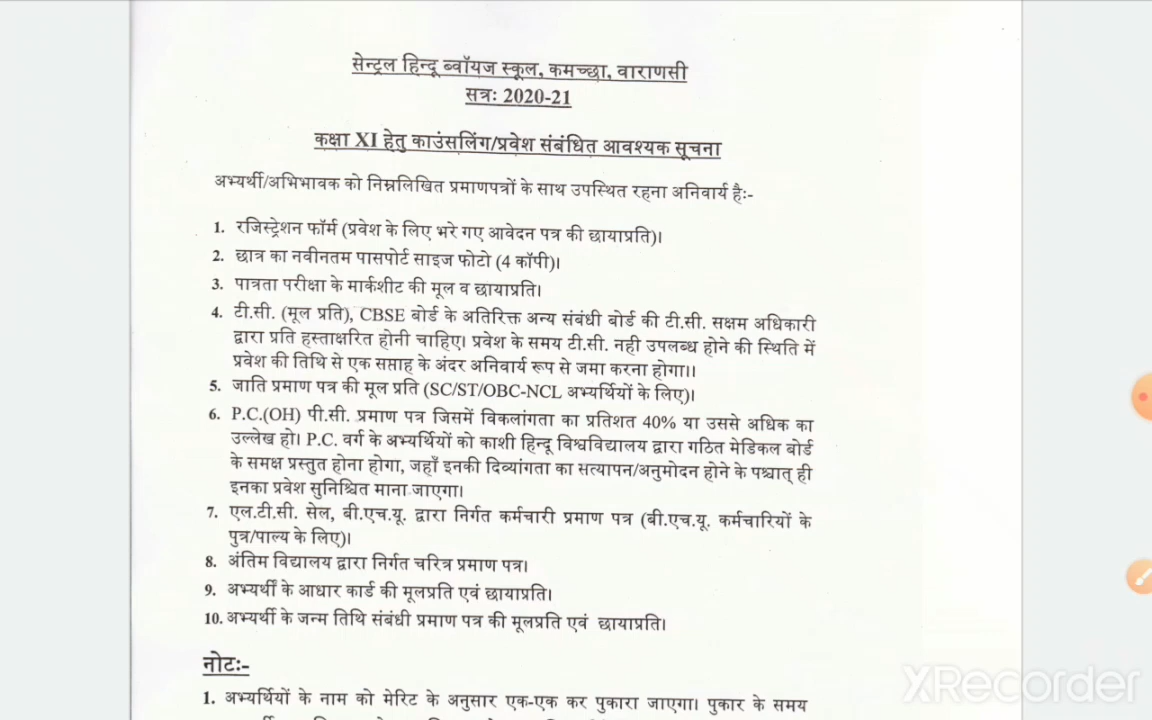 सेन्ट्रल हिन्दू ब्वॉयज स्कूल, कमच्छा, वाराणसी
सत्रः 2020-21
कक्षा XI हेतु काउंसलिंग/प्रवेश संबंधित आवश्यक सूचना
अभ्यर्थी/अभिभावक को निम्नलिखित प्रमाणपत्रों के साथ उपस्थित रहना अनिवार्य हैः-
1. रजिस्ट्रेशन फॉर्म (प्रवेश के लिए भरे गए आवेदन पत्र की छायाप्रति)।
2. छात्र का नवीनतम पासपोर्ट साइज फोटो (4 कॉपी)।
3. पात्रता परीक्षा के मार्कशीट की मूल व छायाप्रति।
4. टी.सी. (मूल प्रति), CBSE बोर्ड के अतिरिक्त अन्य संबंधी बोर्ड की टी.सी. सक्षम अधिकारी
द्वारा प्रति हस्ताक्षरित होनी चाहिए। प्रवेश के समय टी.सी. नही उपलब्ध होने की स्थिति में
प्रवेश की तिथि से एक सप्ताह के अंदर अनिवार्य रूप से जमा करना होगा।।
5. जाति प्रमाण पत्र की मूल प्रति (SC/ST/OBC-NCL अभ्यर्थियों के लिए)।
6. P.C.(OH) पी.सी. प्रमाण पत्र जिसमें विकलांगता का प्रतिशत 40% या उससे अधिक का
उल्लेख हो। P.C. वर्ग के अभ्यर्थियों को काशी हिन्दू विश्वविद्यालय द्वारा गठित मेडिकल बोर्ड
के समक्ष प्रस्तुत होना होगा, जहाँ इनकी दिव्यांगता का सत्यापन/अनुमोदन होने के पश्चात् ही
इनका प्रवेश सुनिश्चित माना जाएगा।
7. एल.टी.सी. सेल, बी.एच.यू. द्वारा निर्गत कर्मचारी प्रमाण पत्र (बी.एच.यू. कर्मचारियों के
पुत्र/पाल्य के लिए)।
8. अंतिम विद्यालय द्वारा निर्गत चरित्र प्रमाण पत्र।
9. अभ्यर्थी के आधार कार्ड की मूलप्रति एवं छायाप्रति।
10. अभ्यर्थी के जन्म तिथि संबंधी प्रमाण पत्र की मूलप्रति एवं छायाप्रति।
नोटः-
1. अभ्यर्थियों के नाम को मेरिट के अनुसार एक-एक कर पुकारा जाएगा। पुकार के समय
XRecorder